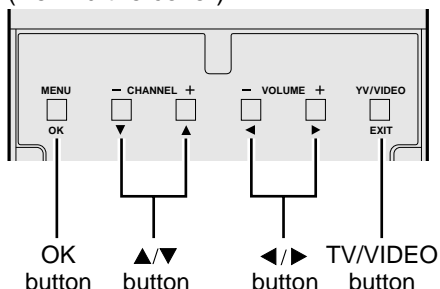 MENU − CHANNEL + − VOLUME + YV/VIDEO
OK ▼ ▲ ◀ ▶ EXIT
OK ▲/▼ ◀/▶ TV/VIDEO
button button button button